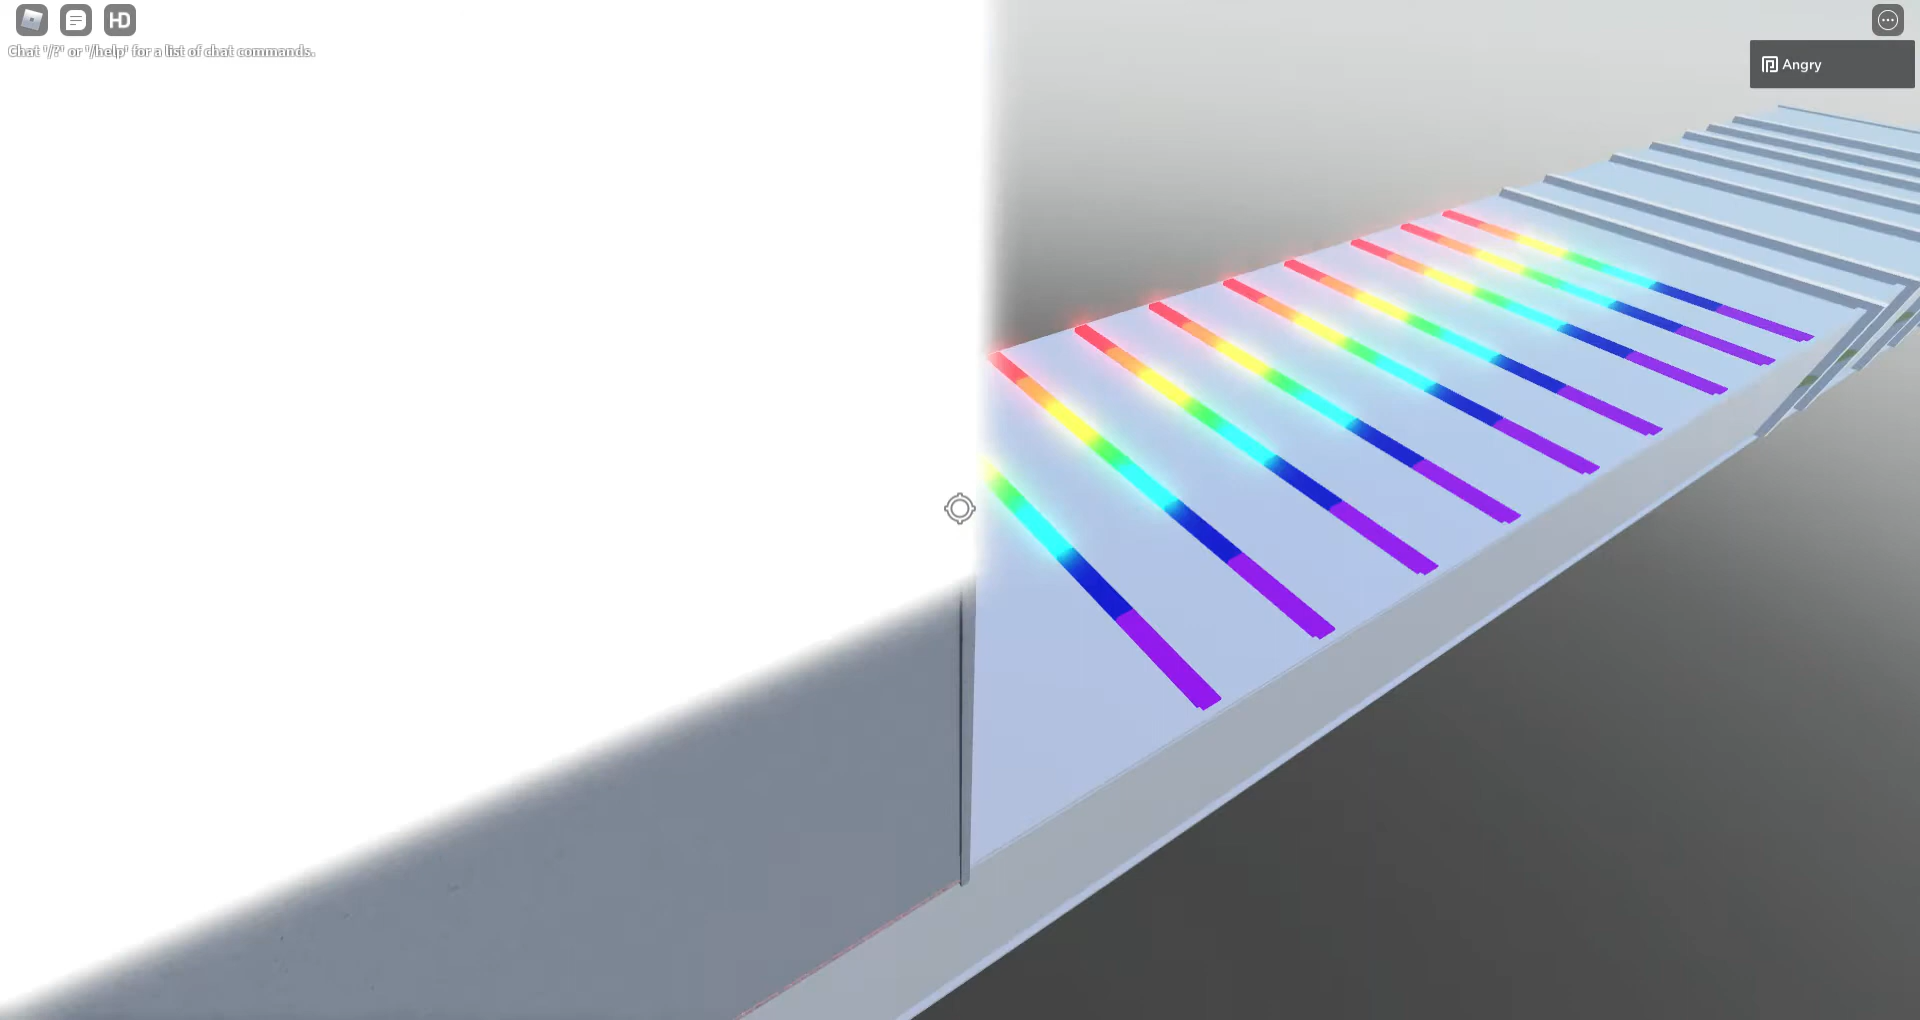 HD
Chat '/?' or '/help' for a list of chat commands.
Angry